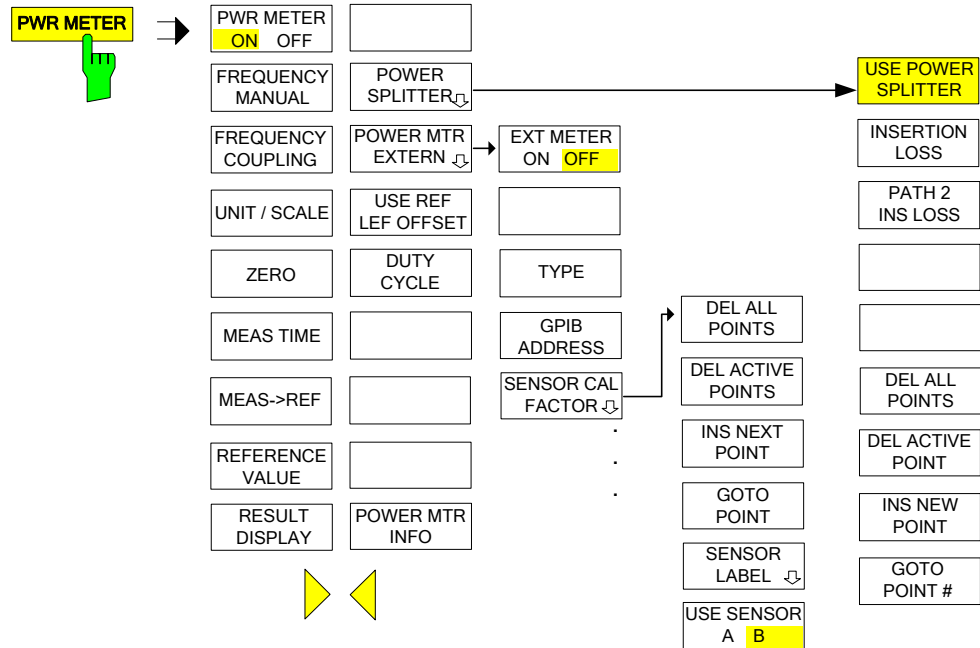 PWR METER
PWR METER
ON OFF
FREQUENCY
MANUAL
FREQUENCY
COUPLING
UNIT / SCALE
ZERO
MEAS TIME
MEAS->REF
REFERENCE
VALUE
RESULT
DISPLAY
POWER
SPLITTER
POWER MTR
EXTERN
USE REF
LEF OFFSET
DUTY
CYCLE
POWER MTR
INFO
EXT METER
ON OFF
TYPE
GPIB
ADDRESS
SENSOR CAL
FACTOR
.
.
.
DEL ALL
POINTS
DEL ACTIVE
POINTS
INS NEXT
POINT
GOTO
POINT
SENSOR
LABEL
USE SENSOR
A B
USE POWER
SPLITTER
INSERTION
LOSS
PATH 2
INS LOSS
DEL ALL
POINTS
DEL ACTIVE
POINT
INS NEW
POINT
GOTO
POINT #